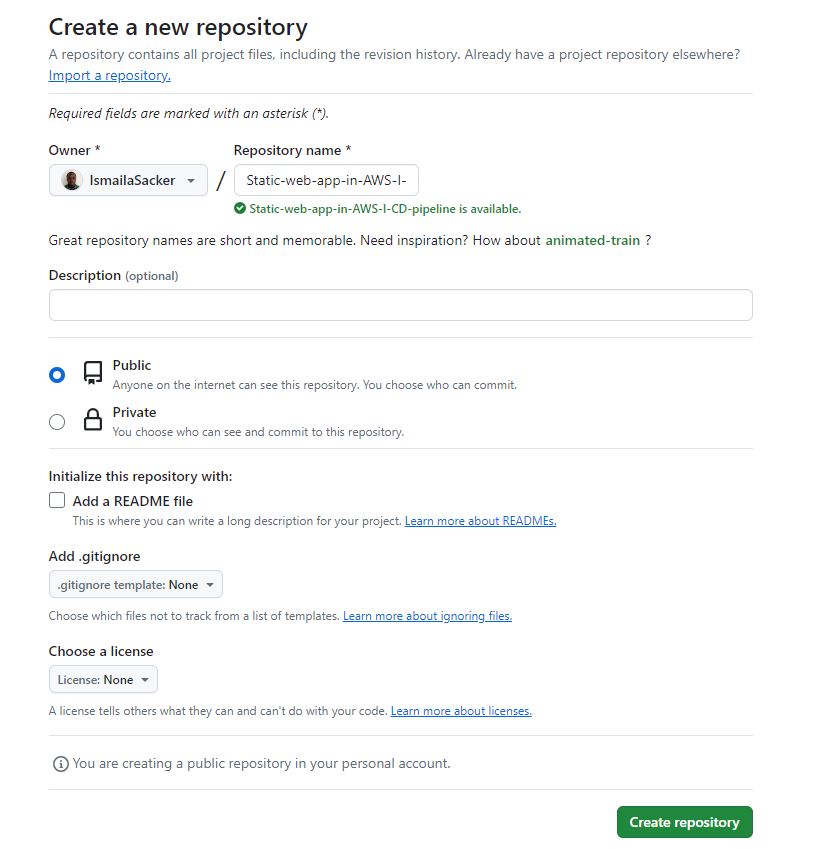 Create a new repository
A repository contains all project files, including the revision history. Already have a project repository elsewhere?
Import a repository.
Required fields are marked with an asterisk (*).
Owner * Repository name *
IsmailaSacker / Static-web-app-in-AWS-I-
Static-web-app-in-AWS-I-CD-pipeline is available.
Great repository names are short and memorable. Need inspiration? How about animated-train ?
Description (optional)
Public
Anyone on the internet can see this repository. You choose who can commit.
Private
You choose who can see and commit to this repository.
Initialize this repository with:
Add a README file
This is where you can write a long description for your project. Learn more about READMEs.
Add .gitignore
.gitignore template: None
Choose which files not to track from a list of templates. Learn more about ignoring files.
Choose a license
License: None
A license tells others what they can and can't do with your code. Learn more about licenses.
You are creating a public repository in your personal account.
Create repository